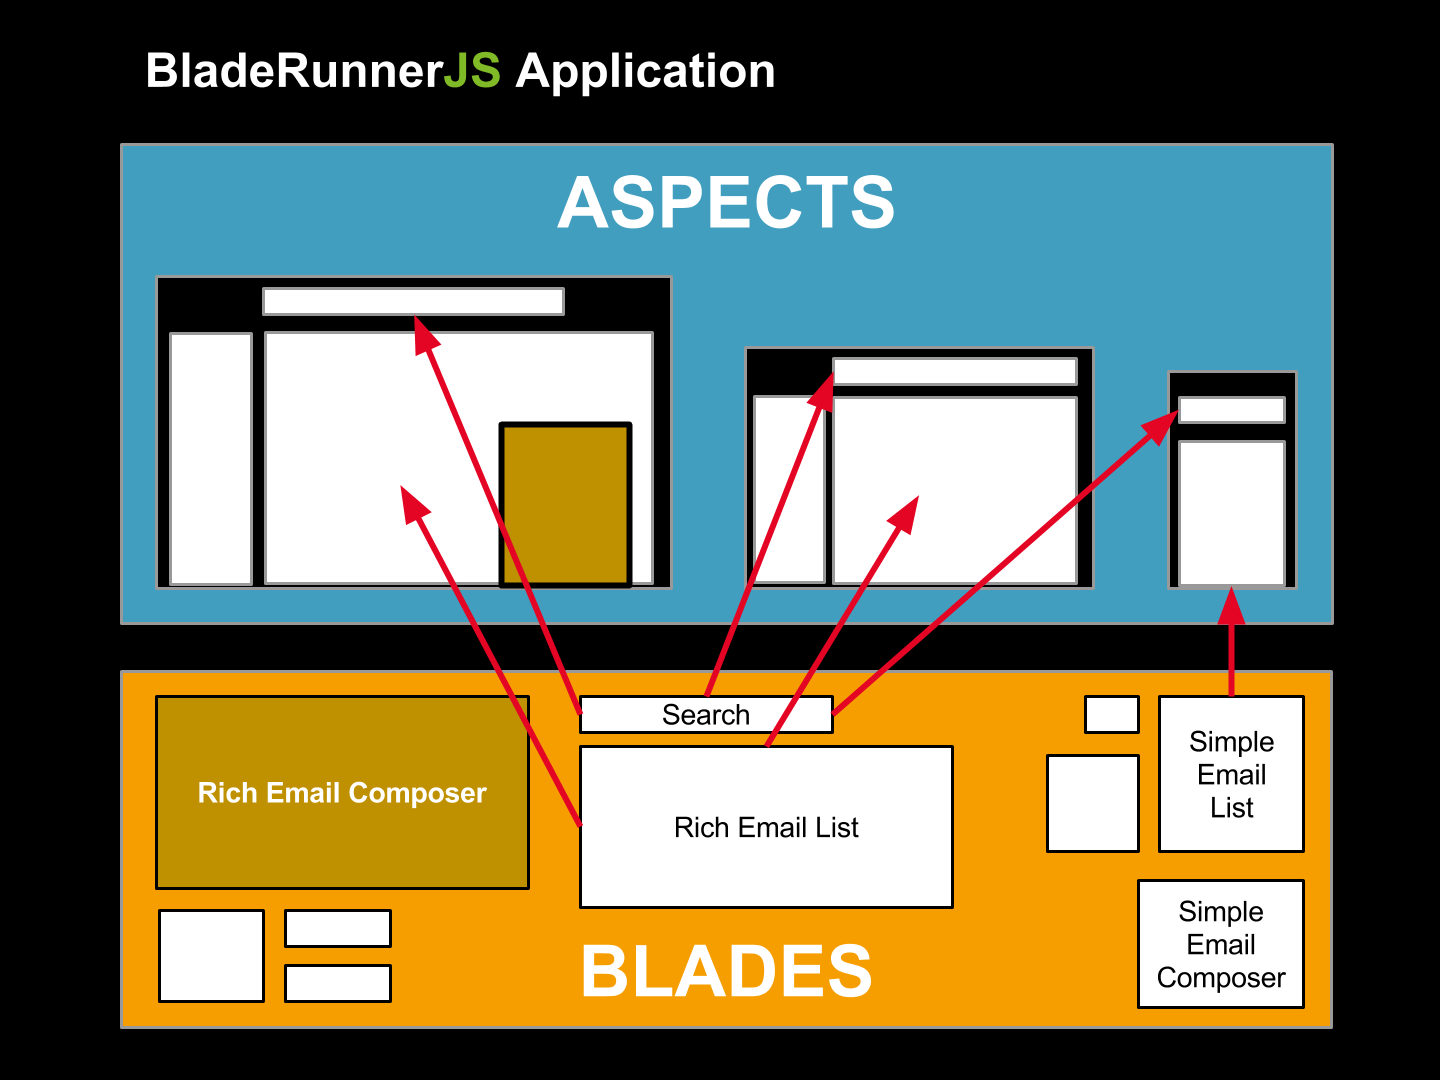 BladeRunnerJS Application
ASPECTS
Search
Rich Email Composer
Rich Email List
Simple
Email
List
Simple
Email
Composer
BLADES